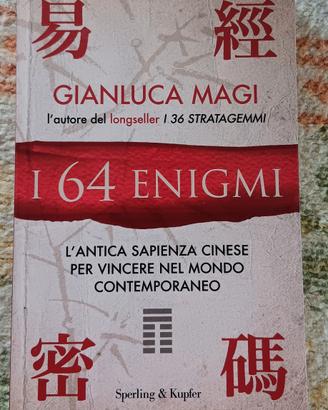 易 經
GIANLUCA MAGI
l'autore del longseller I 36 STRATAGEMMI
I 64 ENIGMI
L'ANTICA SAPIENZA CINESE
PER VINCERE NEL MONDO
CONTEMPORANEO
密 碼
Sperling & Kupfer